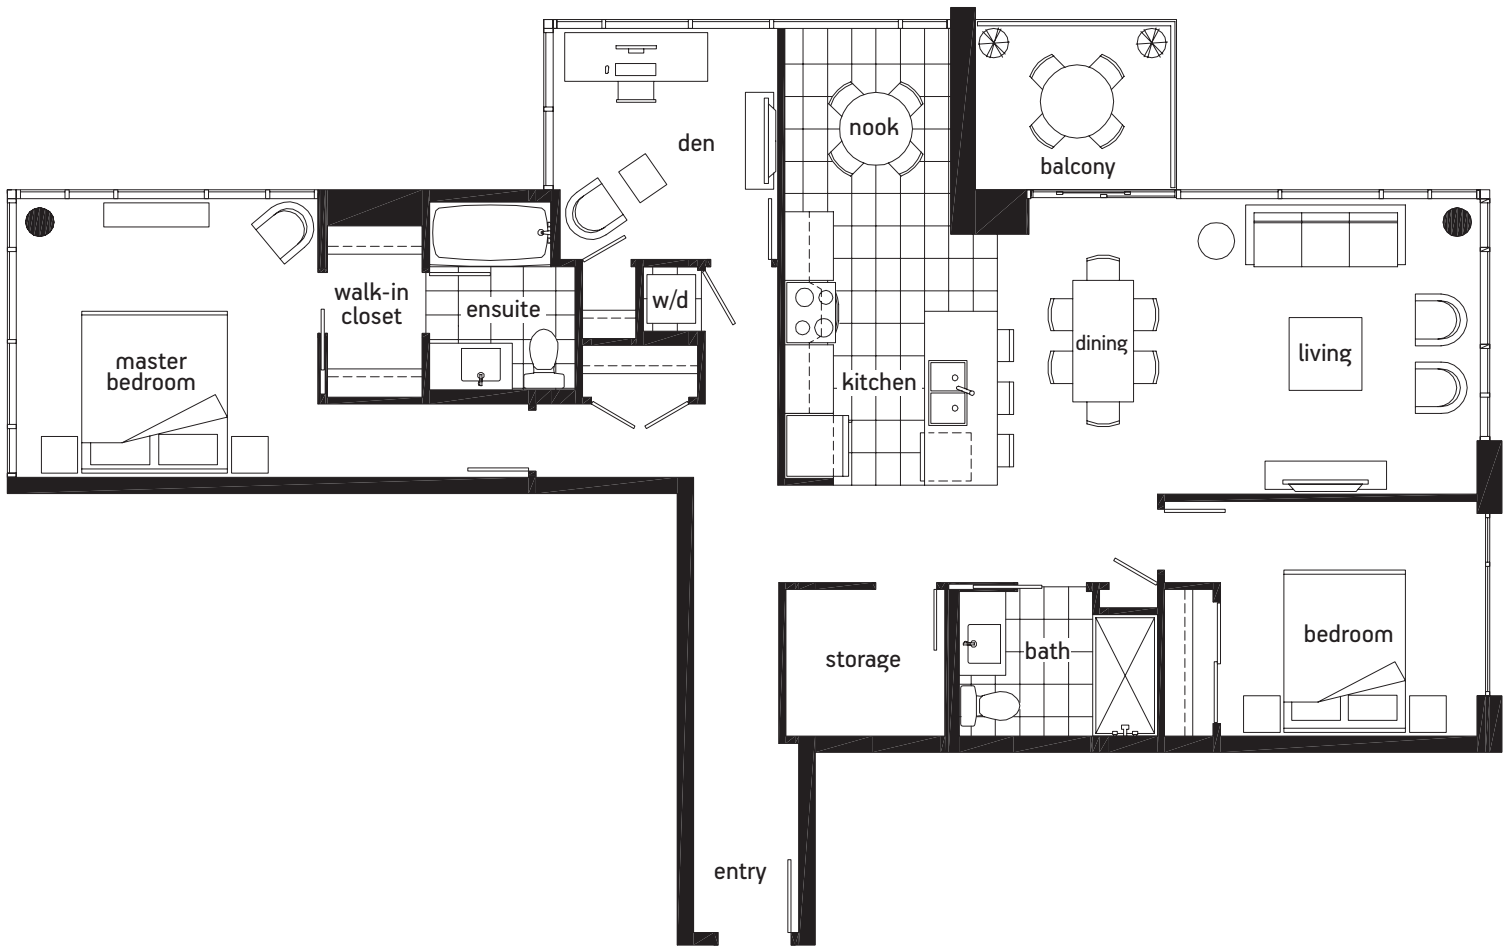 den
nook
balcony
walk-in
closet
ensuite
w/d
master
bedroom
kitchen
dining
living
storage
bath
bedroom
entry